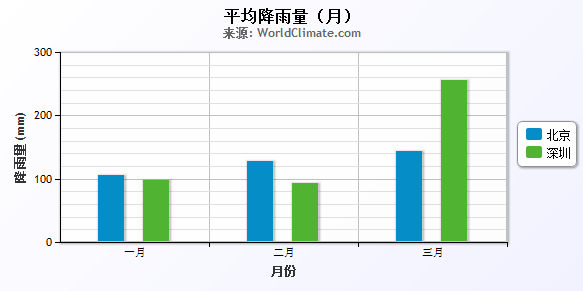 平均降雨量（月）
来源: WorldClimate.com
300
200
100
0
降雨量 (mm)
一月
二月
三月
月份
北京
深圳